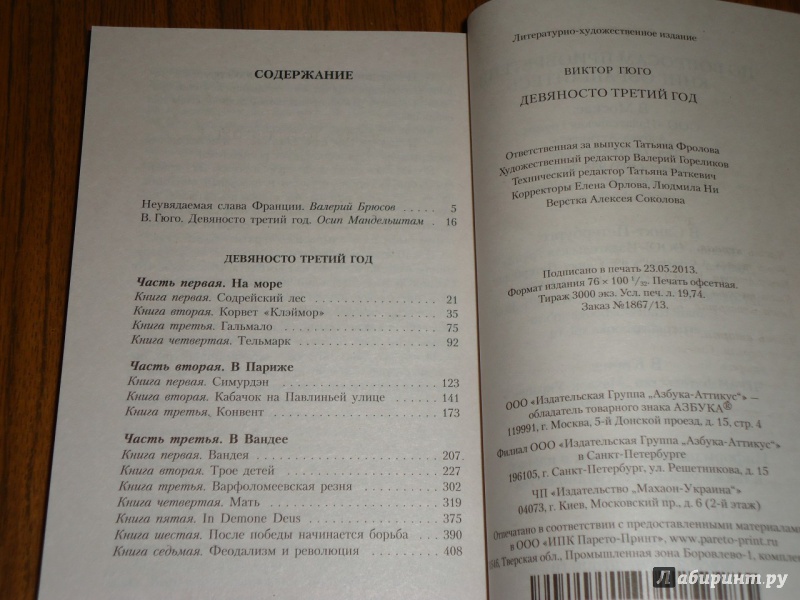 СОДЕРЖАНИЕ
Неувядаемая слава Франции. Валерий Брюсов . . . . . 5
В. Гюго. Девяносто третий год. Осип Мандельштам . 16
ДЕВЯНОСТО ТРЕТИЙ ГОД
Часть первая. На море
Книга первая. Содрейский лес 21
Книга вторая. Корвет «Клэймор» 35
Книга третья. Гальмало 75
Книга четвертая. Тельмарк 92
Часть вторая. В Париже
Книга первая. Симурдэн 123
Книга вторая. Кабачок на Павлиньей улице 141
Книга третья. Конвент 173
Часть третья. В Вандее
Книга первая. Вандея 207
Книга вторая. Трое детей 227
Книга третья. Варфоломеевская резня 302
Книга четвертая. Мать 319
Книга пятая. In Demone Deus 375
Книга шестая. После победы начинается борьба 390
Книга седьмая. Феодализм и революция 408
Литературно-художественное издание
ВИКТОР ГЮГО
ДЕВЯНОСТО ТРЕТИЙ ГОД
Ответственная за выпуск Татьяна Фролова
Художественный редактор Валерий Гореликов
Технический редактор Татьяна Раткевич
Корректоры Елена Орлова, Людмила Ни
Верстка Алексея Соколова
Подписано в печать 23.05.2013.
Формат издания 76 × 100 1/32. Печать офсетная.
Тираж 3000 экз. Усл. печ. л. 19,74.
Заказ №1867/13.
ООО «Издательская Группа „Азбука-Аттикус“» —
обладатель товарного знака АЗБУКА®
119991, г. Москва, 5-й Донской проезд, д. 15, стр. 4
Филиал ООО «Издательская Группа „Азбука-Аттикус“»
в Санкт-Петербурге
196105, г. Санкт-Петербург, ул. Решетникова, д. 15
ЧП «Издательство „Махаон-Украина“»
04073, г. Киев, Московский пр., д. 6 (2-й этаж)
Отпечатано в соответствии с предоставленными материалами
в ООО «ИПК Парето-Принт». www.pareto-print.ru
Тверская обл., Промышленная зона Боровлево-1,
Лабиринт.ру